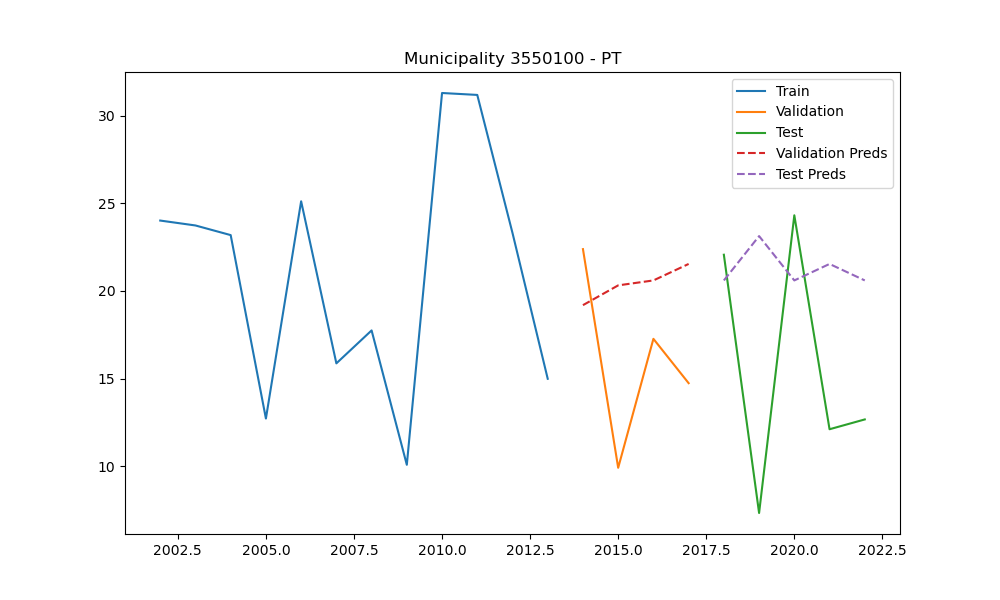 Municipality 3550100 - PT
Train
Validation
Test
Validation Preds
Test Preds
30
25
20
15
10
2002.5 2005.0 2007.5 2010.0 2012.5 2015.0 2017.5 2020.0 2022.5